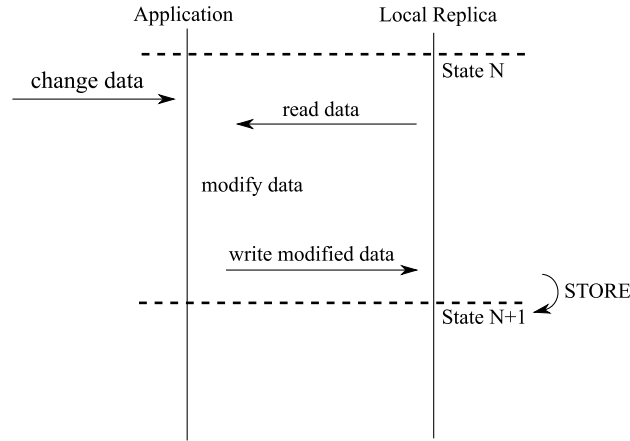 Application
Local Replica
State N
change data
read data
modify data
write modified data
STORE
State N+1